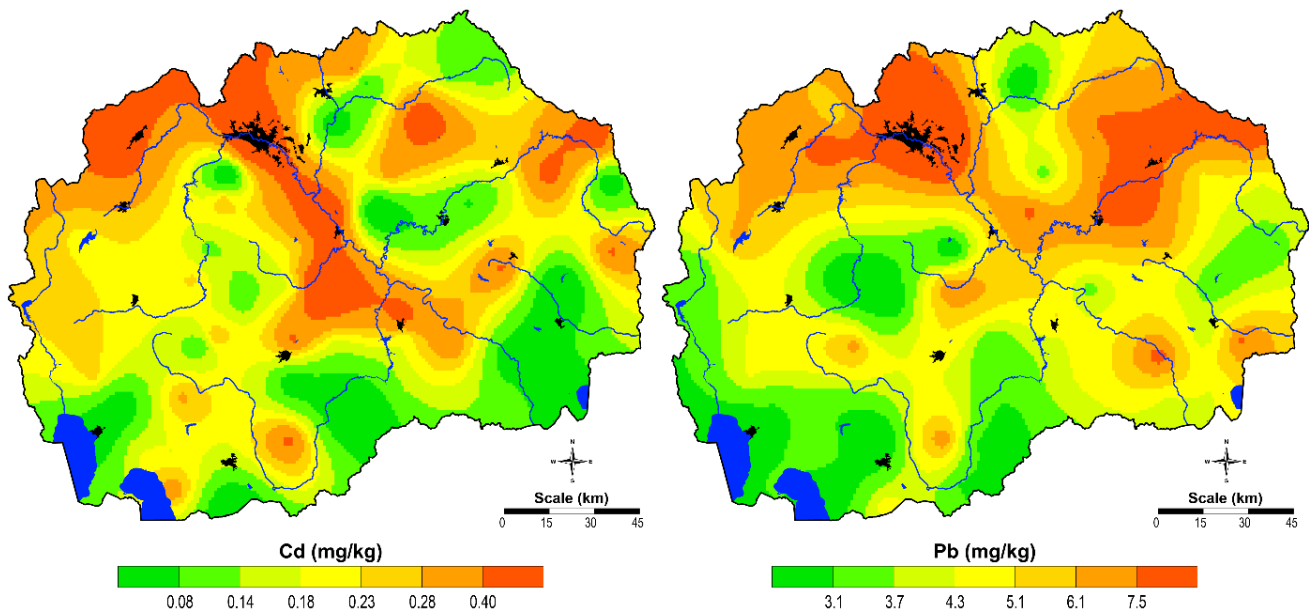 N
W E
S
Scale (km)
0 15 30 45
Cd (mg/kg)
0.08 0.14 0.18 0.23 0.28 0.40
N
W E
S
Scale (km)
0 15 30 45
Pb (mg/kg)
3.1 3.7 4.3 5.1 6.1 7.5